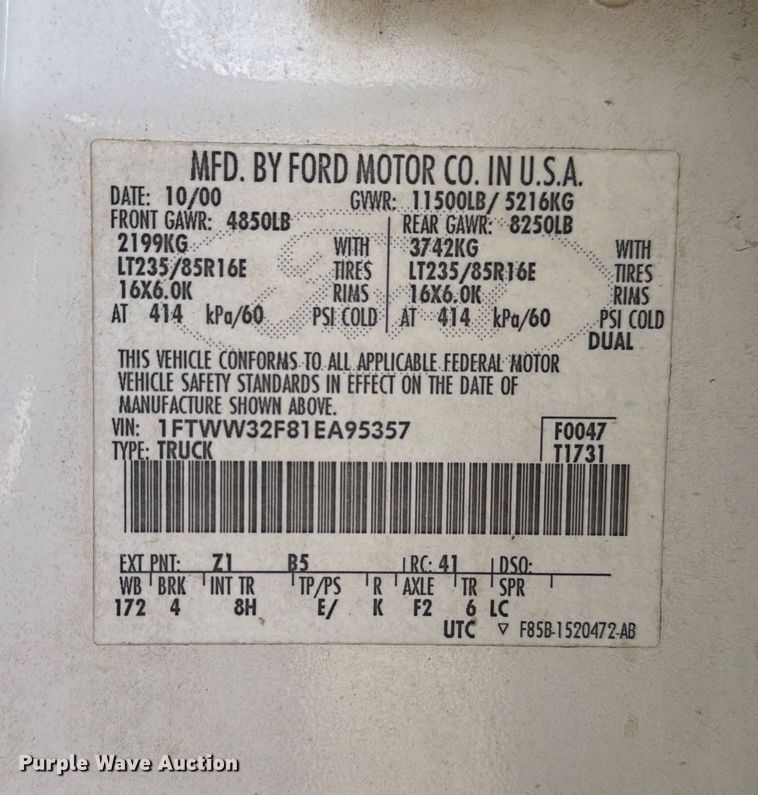 MFD. BY FORD MOTOR CO. IN U.S.A.
DATE: 10/00 GVWR: 11500LB/ 5216KG
FRONT GAWR: 4850LB REAR GAWR: 8250LB
2199KG WITH 3742KG WITH
LT235/85R16E TIRES LT235/85R16E TIRES
16X6.0K RIMS 16X6.0K RIMS
AT 414 kPa/60 PSI COLD AT 414 kPa/60 PSI COLD
DUAL
THIS VEHICLE CONFORMS TO ALL APPLICABLE FEDERAL MOTOR
VEHICLE SAFETY STANDARDS IN EFFECT ON THE DATE OF
MANUFACTURE SHOWN ABOVE.
VIN: 1FTWW32F81EA95357 F0047
TYPE: TRUCK T1731
EXT PNT: Z1 B5 RC: 41 DSO:
WB BRK INT TR TP/PS R AXLE TR SPR
172 4 8H E/ K F2 6 LC
UTC ▽ F85B-1520472-AB
Purple Wave Auction